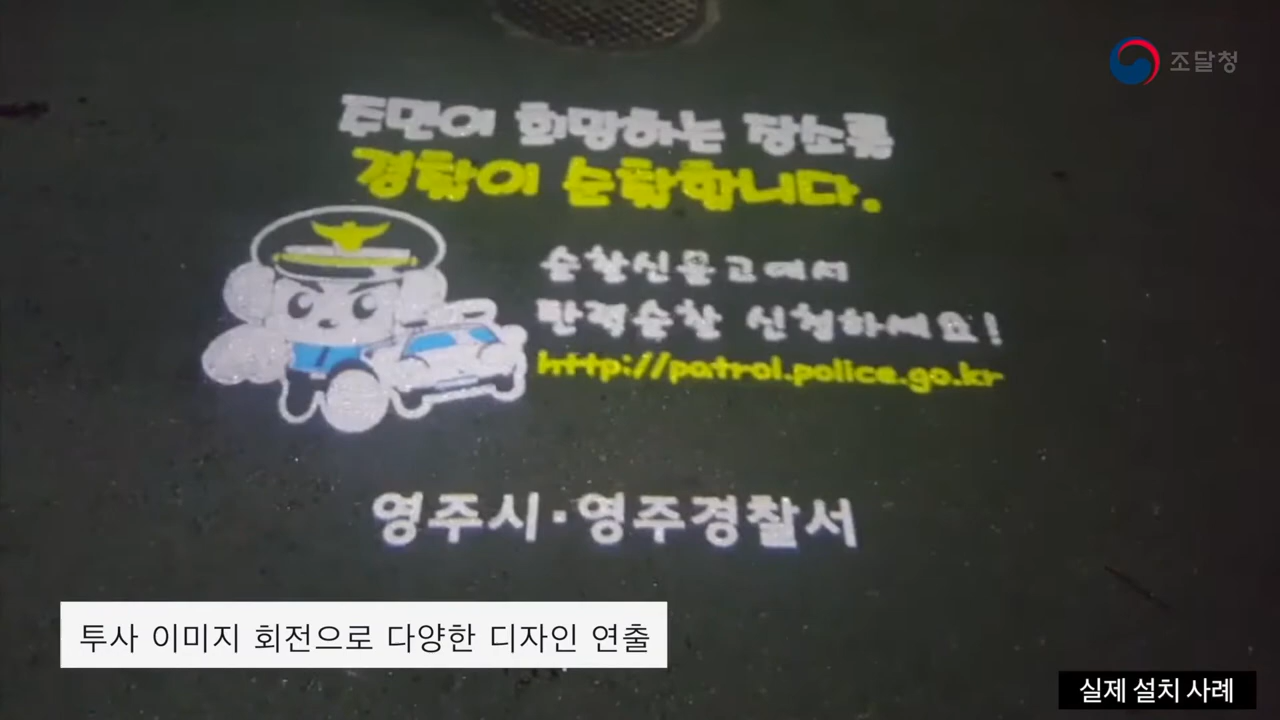 조달청
주민이 희망하는 장소를
경찰이 순찰합니다.
순찰신문고에서
탄력순찰 신청하세요!
http://patrol.police.go.kr
영주시·영주경찰서
투사 이미지 회전으로 다양한 디자인 연출
실제 설치 사례